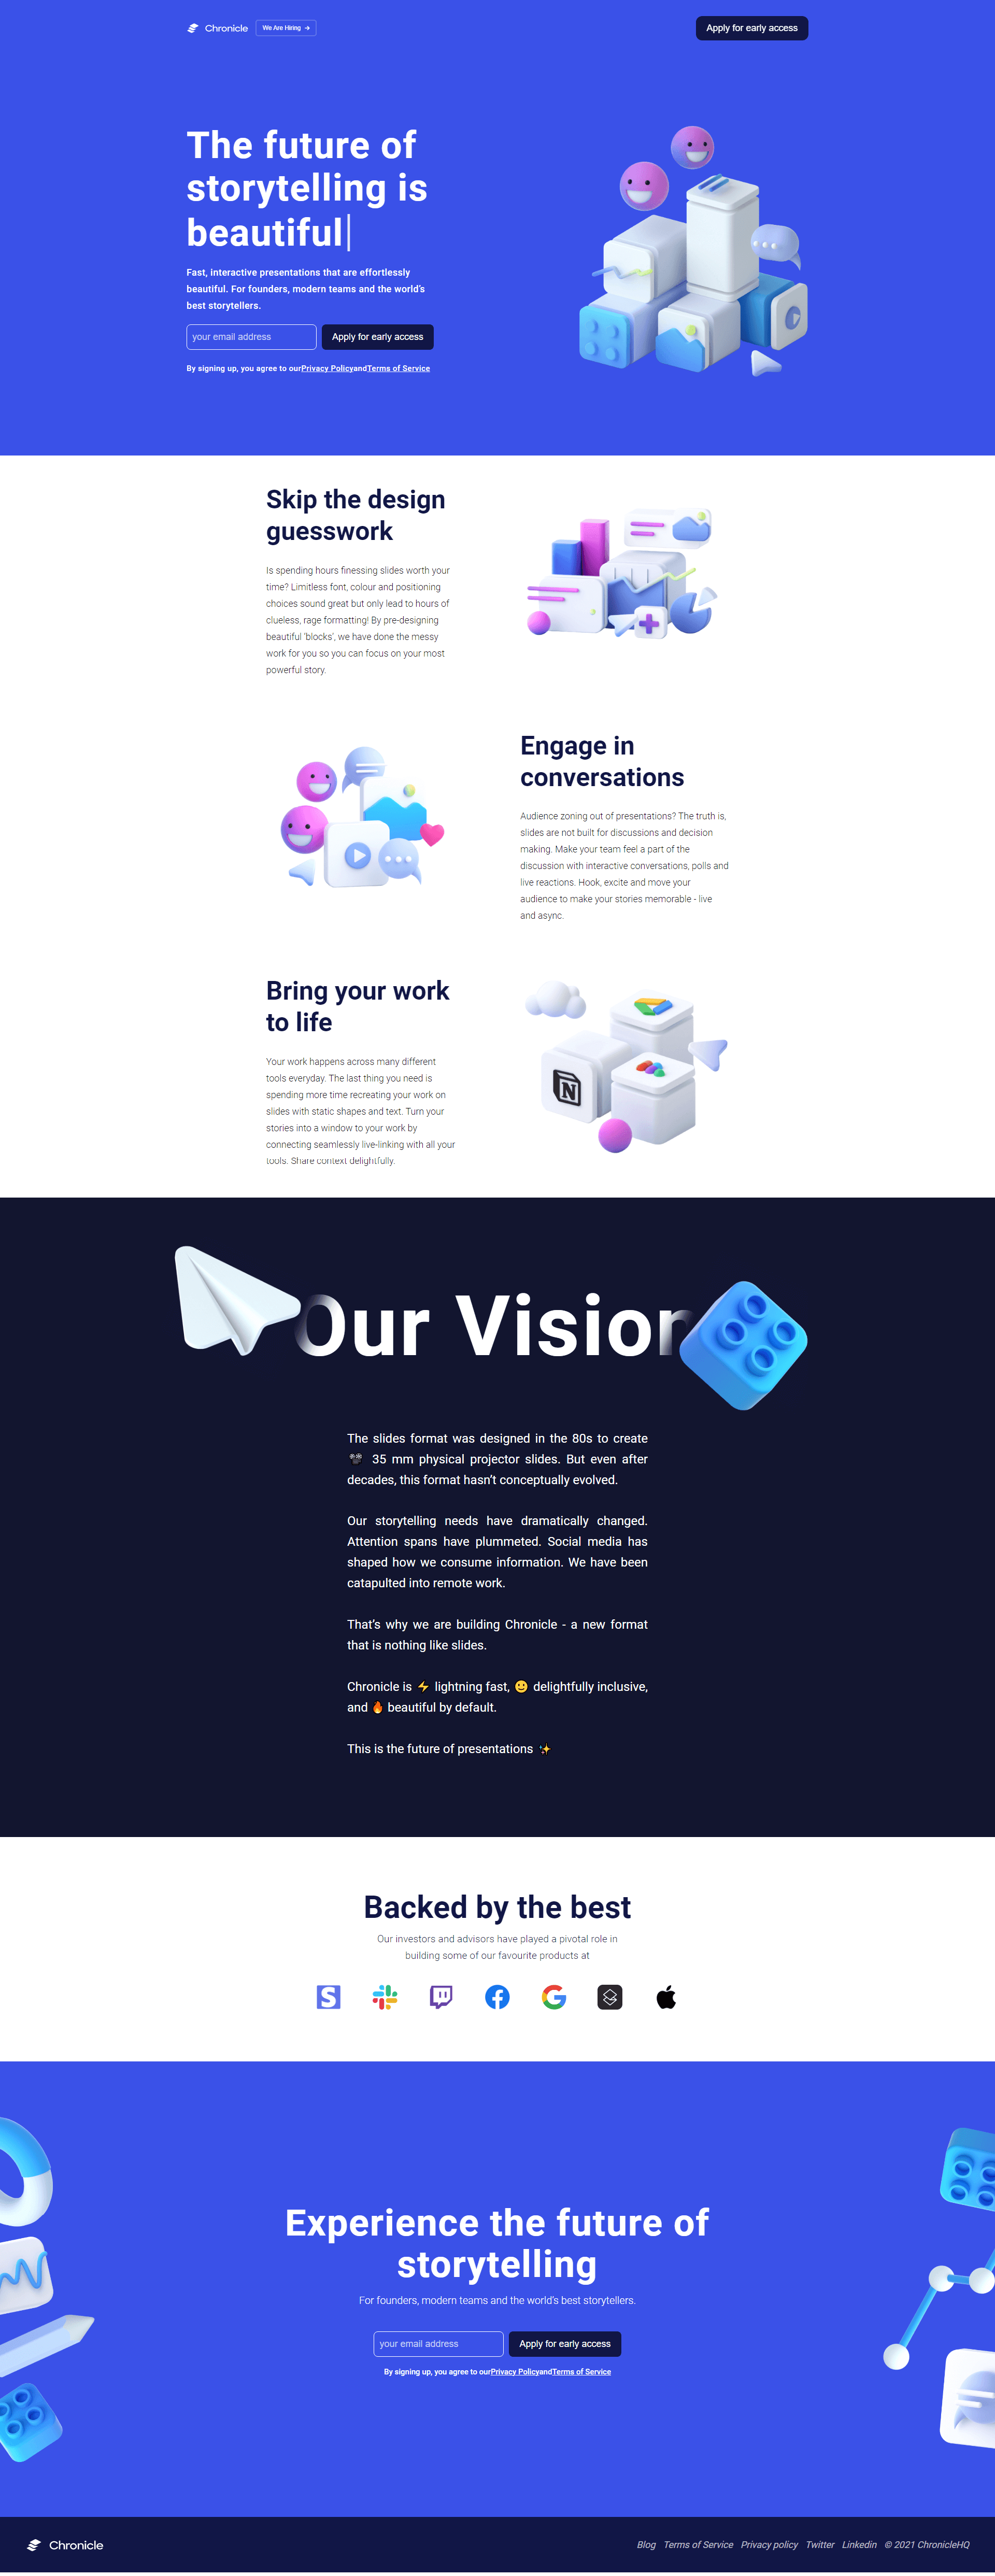 Chronicle
We Are Hiring →
Apply for early access
The future of
storytelling is
beautiful|
Fast, interactive presentations that are effortlessly
beautiful. For founders, modern teams and the world's
best storytellers.
your email address
Apply for early access
By signing up, you agree to ourPrivacy PolicyandTerms of Service
Skip the design
guesswork
Is spending hours finessing slides worth your
time? Limitless font, colour and positioning
choices sound great but only lead to hours of
clueless, rage formatting! By pre-designing
beautiful ‘blocks’, we have done the messy
work for you so you can focus on your most
powerful story.
Engage in
conversations
Audience zoning out of presentations? The truth is,
slides are not built for discussions and decision
making. Make your team feel a part of the
discussion with interactive conversations, polls and
live reactions. Hook, excite and move your
audience to make your stories memorable - live
and async.
Bring your work
to life
Your work happens across many different
tools everyday. The last thing you need is
spending more time recreating your work on
slides with static shapes and text. Turn your
stories into a window to your work by
connecting seamlessly live-linking with all your
tools. Share context delightfully.
N
Our Vision
The slides format was designed in the 80s to create
🎥 35 mm physical projector slides. But even after
decades, this format hasn’t conceptually evolved.
Our storytelling needs have dramatically changed.
Attention spans have plummeted. Social media has
shaped how we consume information. We have been
catapulted into remote work.
That’s why we are building Chronicle - a new format
that is nothing like slides.
Chronicle is ⚡ lightning fast, 🙂 delightfully inclusive,
and 🔥 beautiful by default.
This is the future of presentations ✨
Backed by the best
Our investors and advisors have played a pivotal role in
building some of our favourite products at
Experience the future of
storytelling
For founders, modern teams and the world's best storytellers.
your email address
Apply for early access
By signing up, you agree to ourPrivacy PolicyandTerms of Service
Chronicle
Blog Terms of Service Privacy policy Twitter Linkedin © 2021 ChronicleHQ